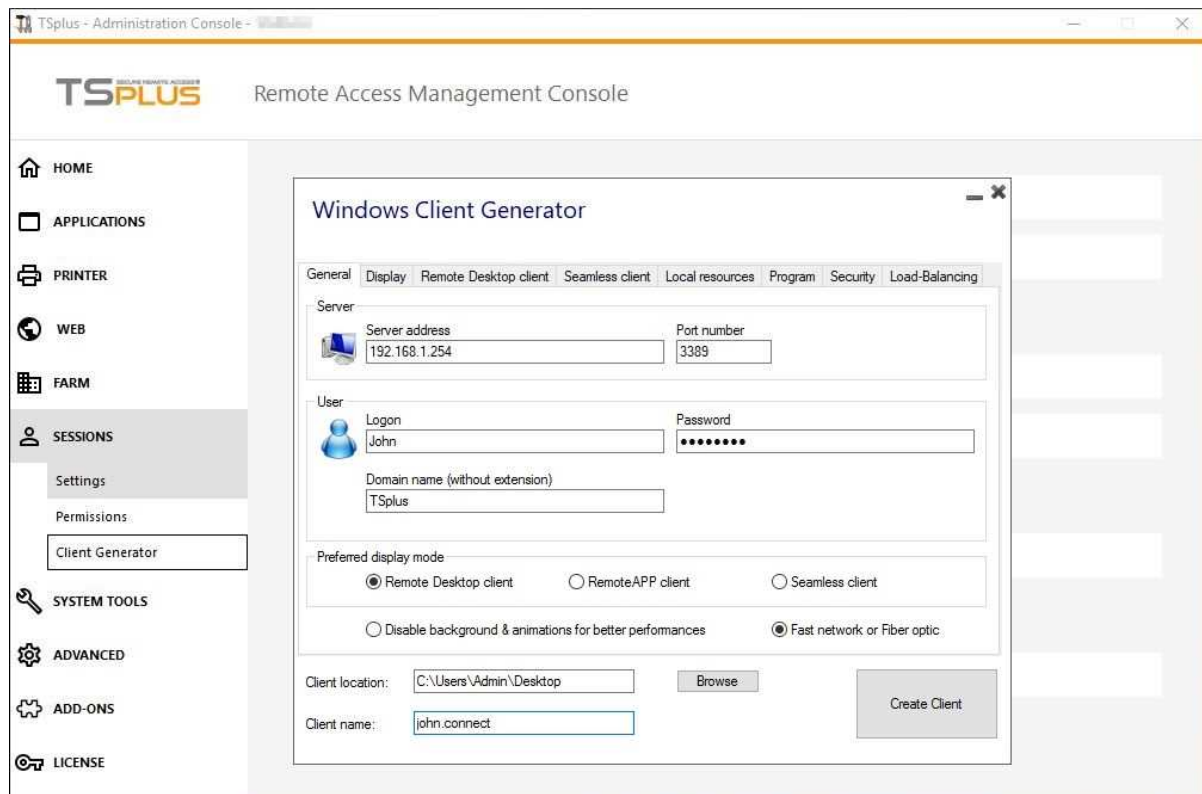 TSplus - Administration Console -
TSPLUS
SECURE REMOTE ACCESS
Remote Access Management Console
HOME
APPLICATIONS
PRINTER
WEB
FARM
SESSIONS
Settings
Permissions
Client Generator
SYSTEM TOOLS
ADVANCED
ADD-ONS
LICENSE
Windows Client Generator
General Display Remote Desktop client Seamless client Local resources Program Security Load-Balancing
Server
Server address Port number
192.168.1.254 3389
User
Logon Password
John ●●●●●●●●
Domain name (without extension)
TSplus
Preferred display mode
Remote Desktop client RemoteAPP client Seamless client
Disable background & animations for better performances Fast network or Fiber optic
Client location: C:\Users\Admin\Desktop Browse
Create Client
Client name: john.connect